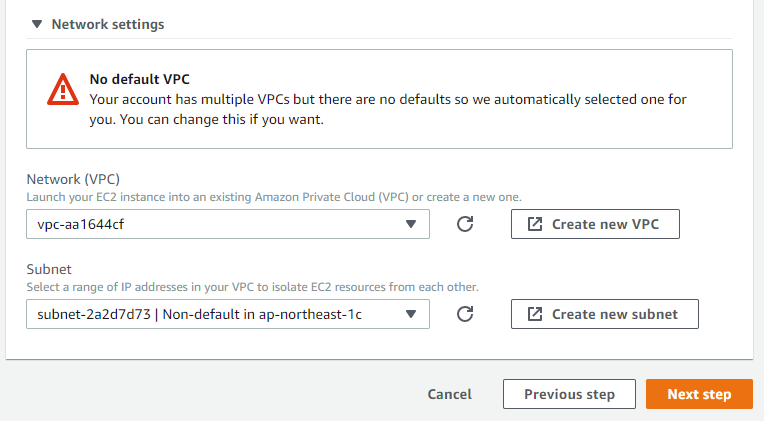 Network settings
No default VPC
Your account has multiple VPCs but there are no defaults so we automatically selected one for
you. You can change this if you want.
Network (VPC)
Launch your EC2 instance into an existing Amazon Private Cloud (VPC) or create a new one.
vpc-aa1644cf
Create new VPC
Subnet
Select a range of IP addresses in your VPC to isolate EC2 resources from each other.
subnet-2a2d7d73 | Non-default in ap-northeast-1c
Create new subnet
Cancel
Previous step
Next step